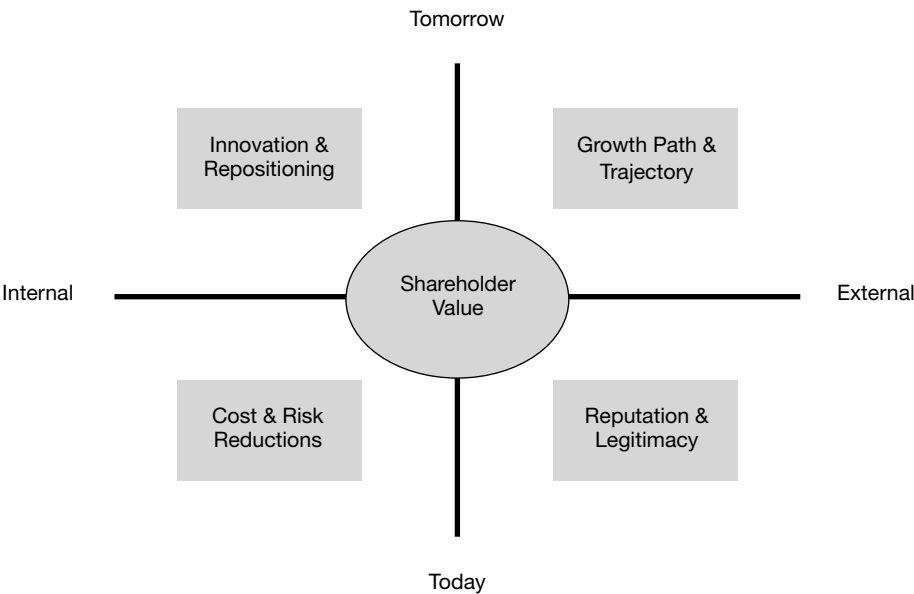 Tomorrow
Innovation &
Repositioning
Growth Path &
Trajectory
Internal
Shareholder
Value
External
Cost & Risk
Reductions
Reputation &
Legitimacy
Today